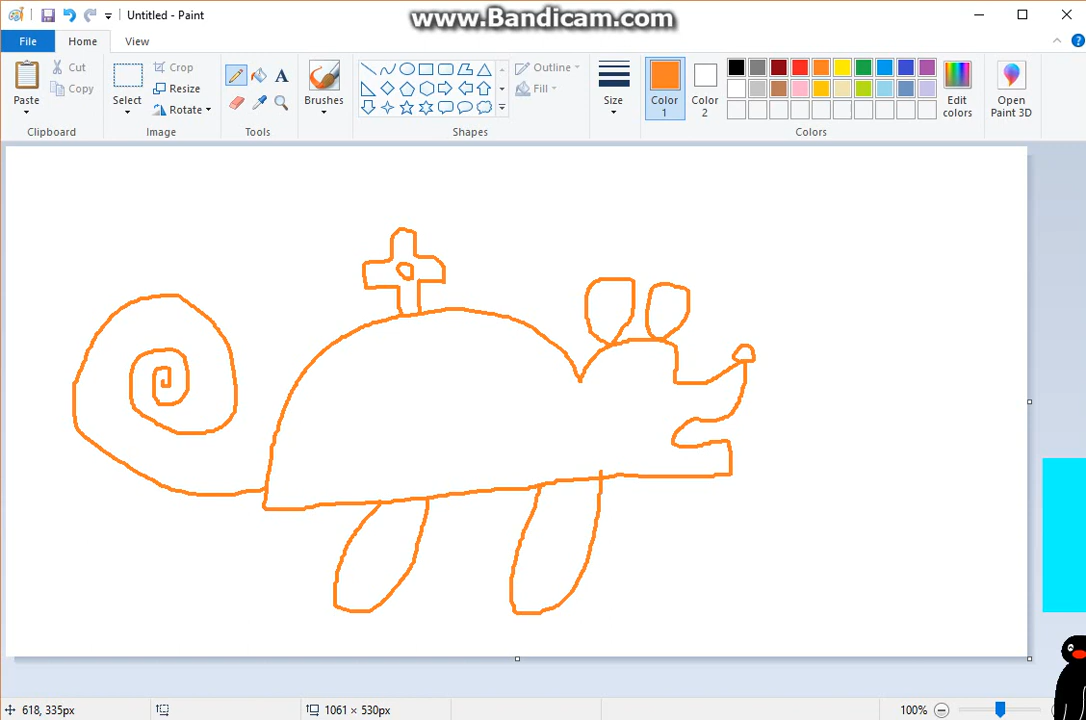 Untitled - Paint
www.Bandicam.com
File Home View
Paste Cut Copy
Clipboard
Select Crop Resize Rotate
Image
A
Tools
Brushes
Outline
Fill
Shapes
Size
Color 1
Color 2
Edit colors
Colors
Open Paint 3D
?
618, 335px
1061 × 530px
100%